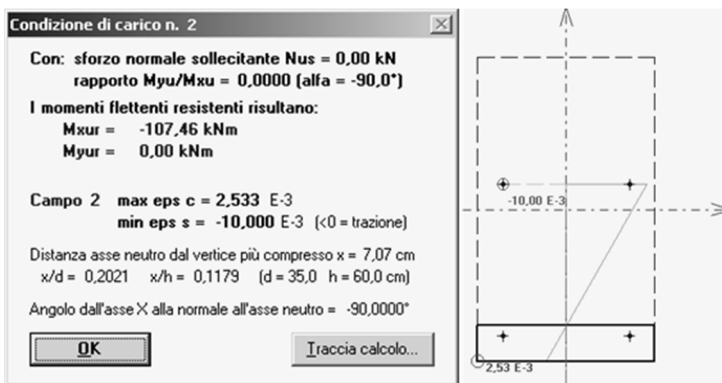 Condizione di carico n. 2
Con: sforzo normale sollecitante Nus = 0,00 kN
rapporto Myu/Mxu = 0,0000 (alfa = -90,0°)
I momenti flettenti resistenti risultano:
Mxur = -107,46 kNm
Myur = 0,00 kNm
Campo 2 max eps c = 2,533 E-3
min eps s = -10,000 E-3 (<0 = trazione)
Distanza asse neutro dal vertice più compresso x = 7,07 cm
x/d = 0,2021 x/h = 0,1179 (d = 35,0 h = 60,0 cm)
Angolo dall'asse X alla normale all'asse neutro = -90,0000°
OK
Traccia calcolo...
-10,00 E-3
2,53 E-3